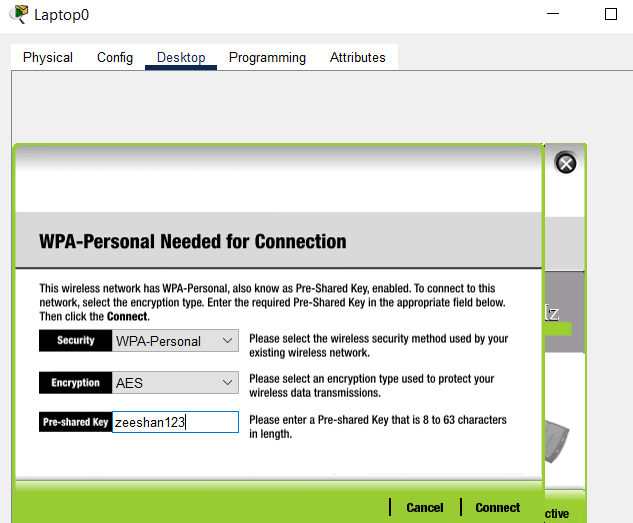 Laptop0
Physical Config Desktop Programming Attributes
WPA-Personal Needed for Connection
This wireless network has WPA-Personal, also know as Pre-Shared Key, enabled. To connect to this
network, select the encryption type. Enter the required Pre-Shared Key in the appropriate field below.
Then click the Connect.
Security WPA-Personal Please select the wireless security method used by your
existing wireless network.
Encryption AES Please select an encryption type used to protect your
wireless data transmissions.
Pre-shared Key zeeshan123 Please enter a Pre-shared Key that is 8 to 63 characters
in length.
Cancel Connect
ctive